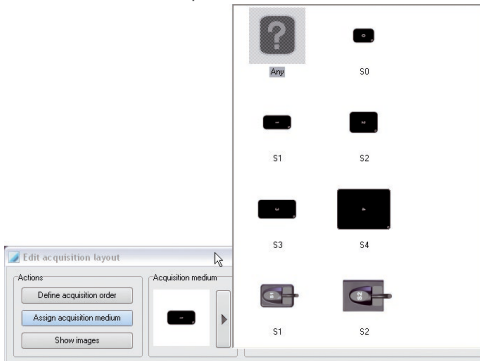 Any
S0
S1
S2
S3
S4
S1
S2
Edit acquisition layout
Actions
Acquisition medium
Define acquisition order
Assign acquisition medium
Show images